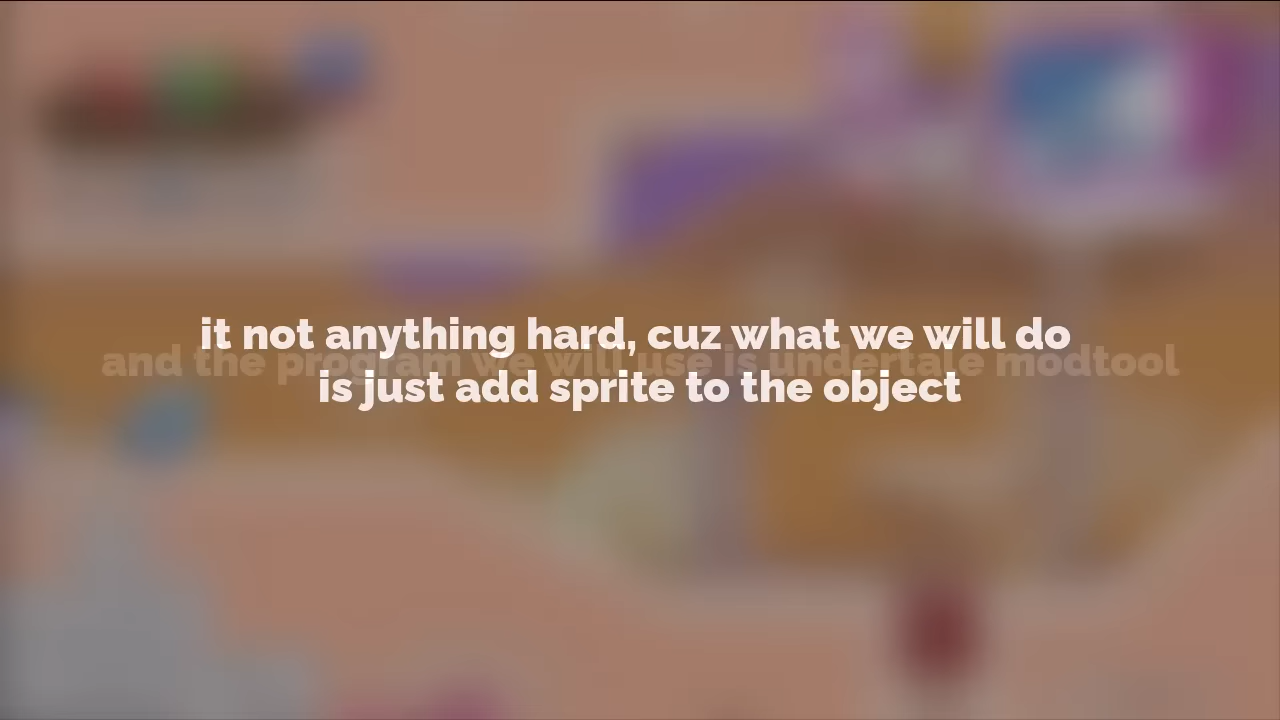 it not anything hard, cuz what we will do
and the program we will use is undertale modtool
is just add sprite to the object